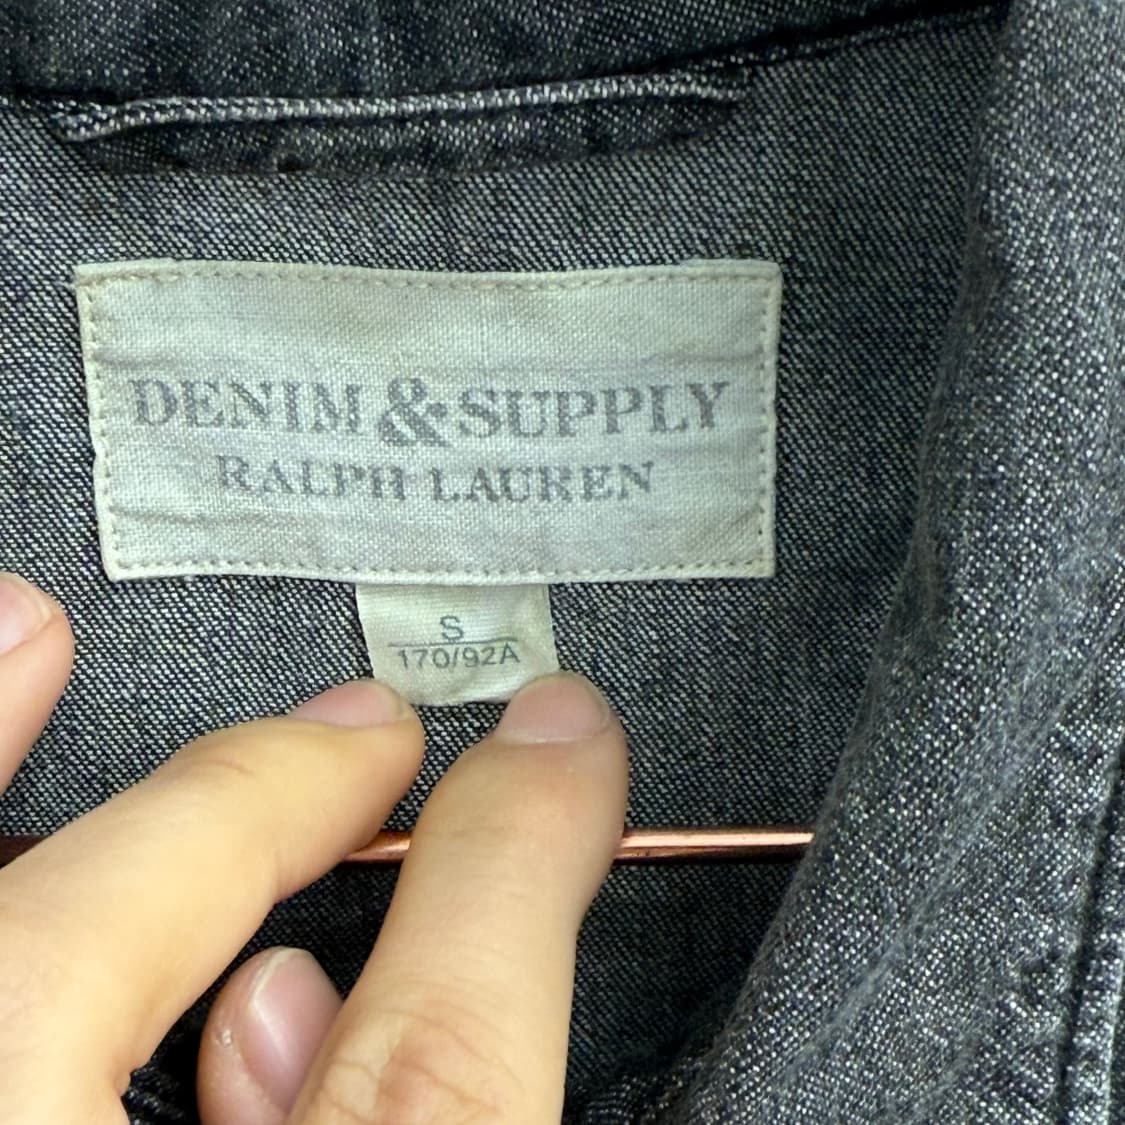 DENIM & SUPPLY
RALPH LAUREN
S
170/92A